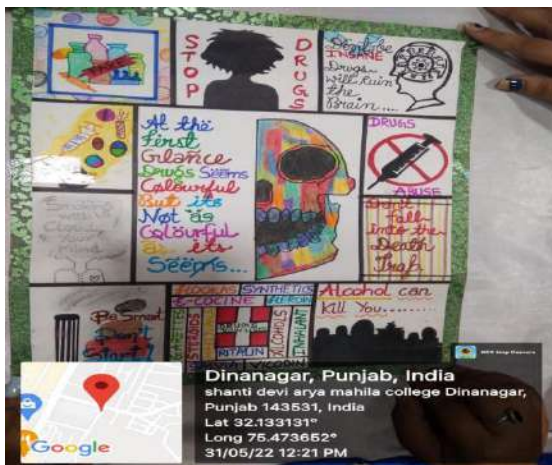 STOP
DRUGS
Don't be
INSANE
Drugs
will Ruin
the
Brain....
At the
First
Glance
Drugs Seems
Colourful
But its
Not as
Colourful
as its
Seems...
DRUGS
ABUSE
Don't
Fall
into the
Death
Trap
Be Smart
Don't
Start!
HOOKAS
SYNTHETICS
E-COCINE
HEROIN
STEROIDS
ALCOHOLS
INHALANT
RITALIN
Alcohol can
Kill You........
Google
Dinanagar, Punjab, India
shanti devi arya mahila college Dinanagar,
Punjab 143531, India
Lat 32.133131°
Long 75.473652°
31/05/22 12:21 PM